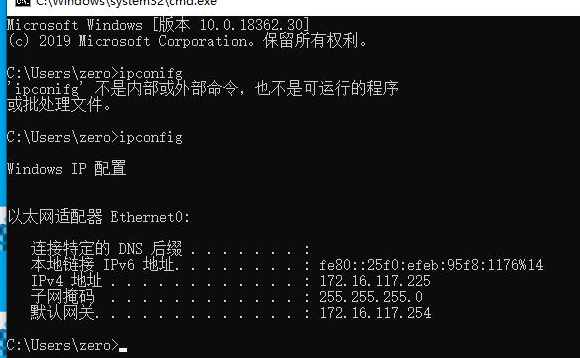 C:\Windows\system32\cmd.exe
Microsoft Windows [版本 10.0.18362.30]
(c) 2019 Microsoft Corporation。保留所有权利。
C:\Users\zero>ipconifg
'ipconifg' 不是内部或外部命令，也不是可运行的程序
或批处理文件。
C:\Users\zero>ipconfig
Windows IP 配置
以太网适配器 Ethernet0:
连接特定的 DNS 后缀 . . . . . . . :
本地链接 IPv6 地址. . . . . . . . : fe80::25f0:efeb:95f8:1176%14
IPv4 地址 . . . . . . . . . . . . : 172.16.117.225
子网掩码 . . . . . . . . . . . . : 255.255.255.0
默认网关. . . . . . . . . . . . . : 172.16.117.254
C:\Users\zero>